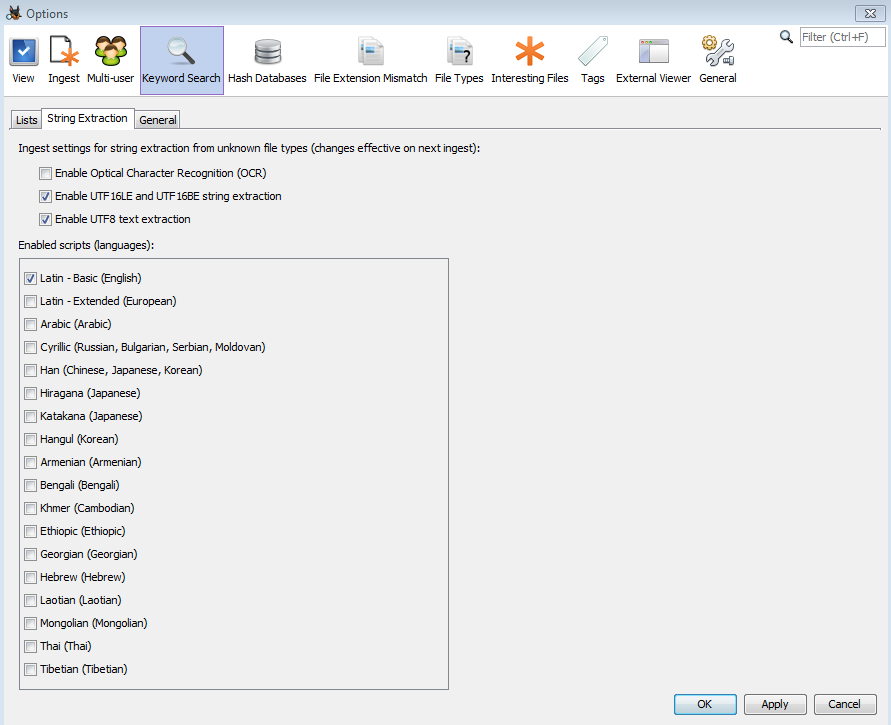 Options
View Ingest Multi-user Keyword Search Hash Databases File Extension Mismatch File Types Interesting Files Tags External Viewer General
Filter (Ctrl+F)
Lists String Extraction General
Ingest settings for string extraction from unknown file types (changes effective on next ingest):
Enable Optical Character Recognition (OCR)
Enable UTF16LE and UTF16BE string extraction
Enable UTF8 text extraction
Enabled scripts (languages):
Latin - Basic (English)
Latin - Extended (European)
Arabic (Arabic)
Cyrillic (Russian, Bulgarian, Serbian, Moldovan)
Han (Chinese, Japanese, Korean)
Hiragana (Japanese)
Katakana (Japanese)
Hangul (Korean)
Armenian (Armenian)
Bengali (Bengali)
Khmer (Cambodian)
Ethiopic (Ethiopic)
Georgian (Georgian)
Hebrew (Hebrew)
Laotian (Laotian)
Mongolian (Mongolian)
Thai (Thai)
Tibetan (Tibetan)
OK Apply Cancel